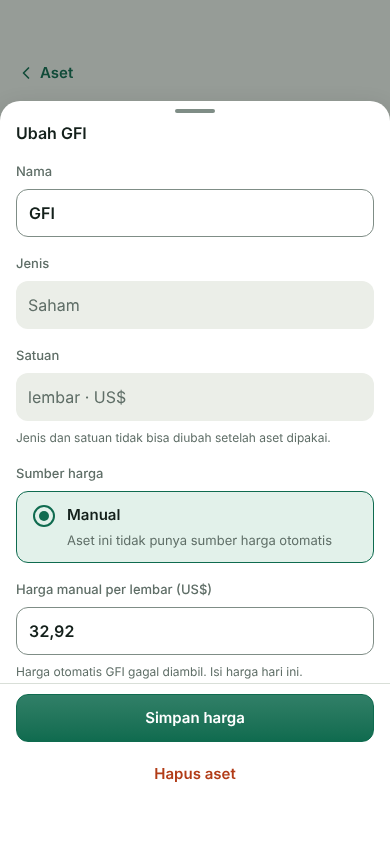 Aset
Ubah GFI
Nama
GFI
Jenis
Saham
Satuan
lembar · US$
Jenis dan satuan tidak bisa diubah setelah aset dipakai.
Sumber harga
Manual
Aset ini tidak punya sumber harga otomatis
Harga manual per lembar (US$)
32,92
Harga otomatis GFI gagal diambil. Isi harga hari ini.
Simpan harga
Hapus aset